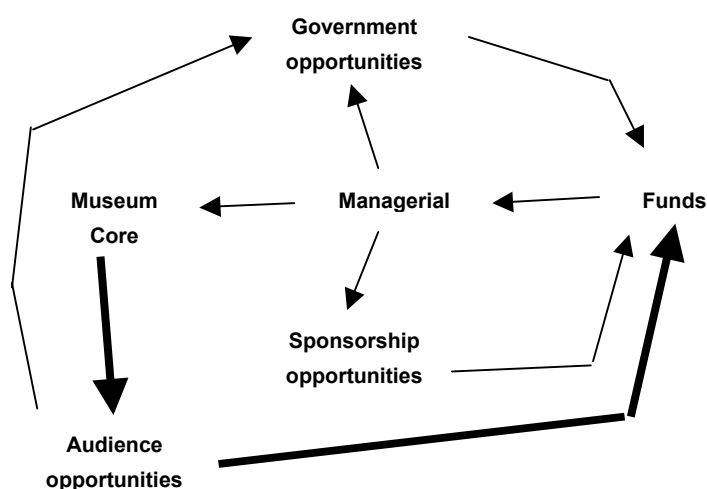 Government
opportunities
Museum
Core
Managerial
Funds
Sponsorship
opportunities
Audience
opportunities